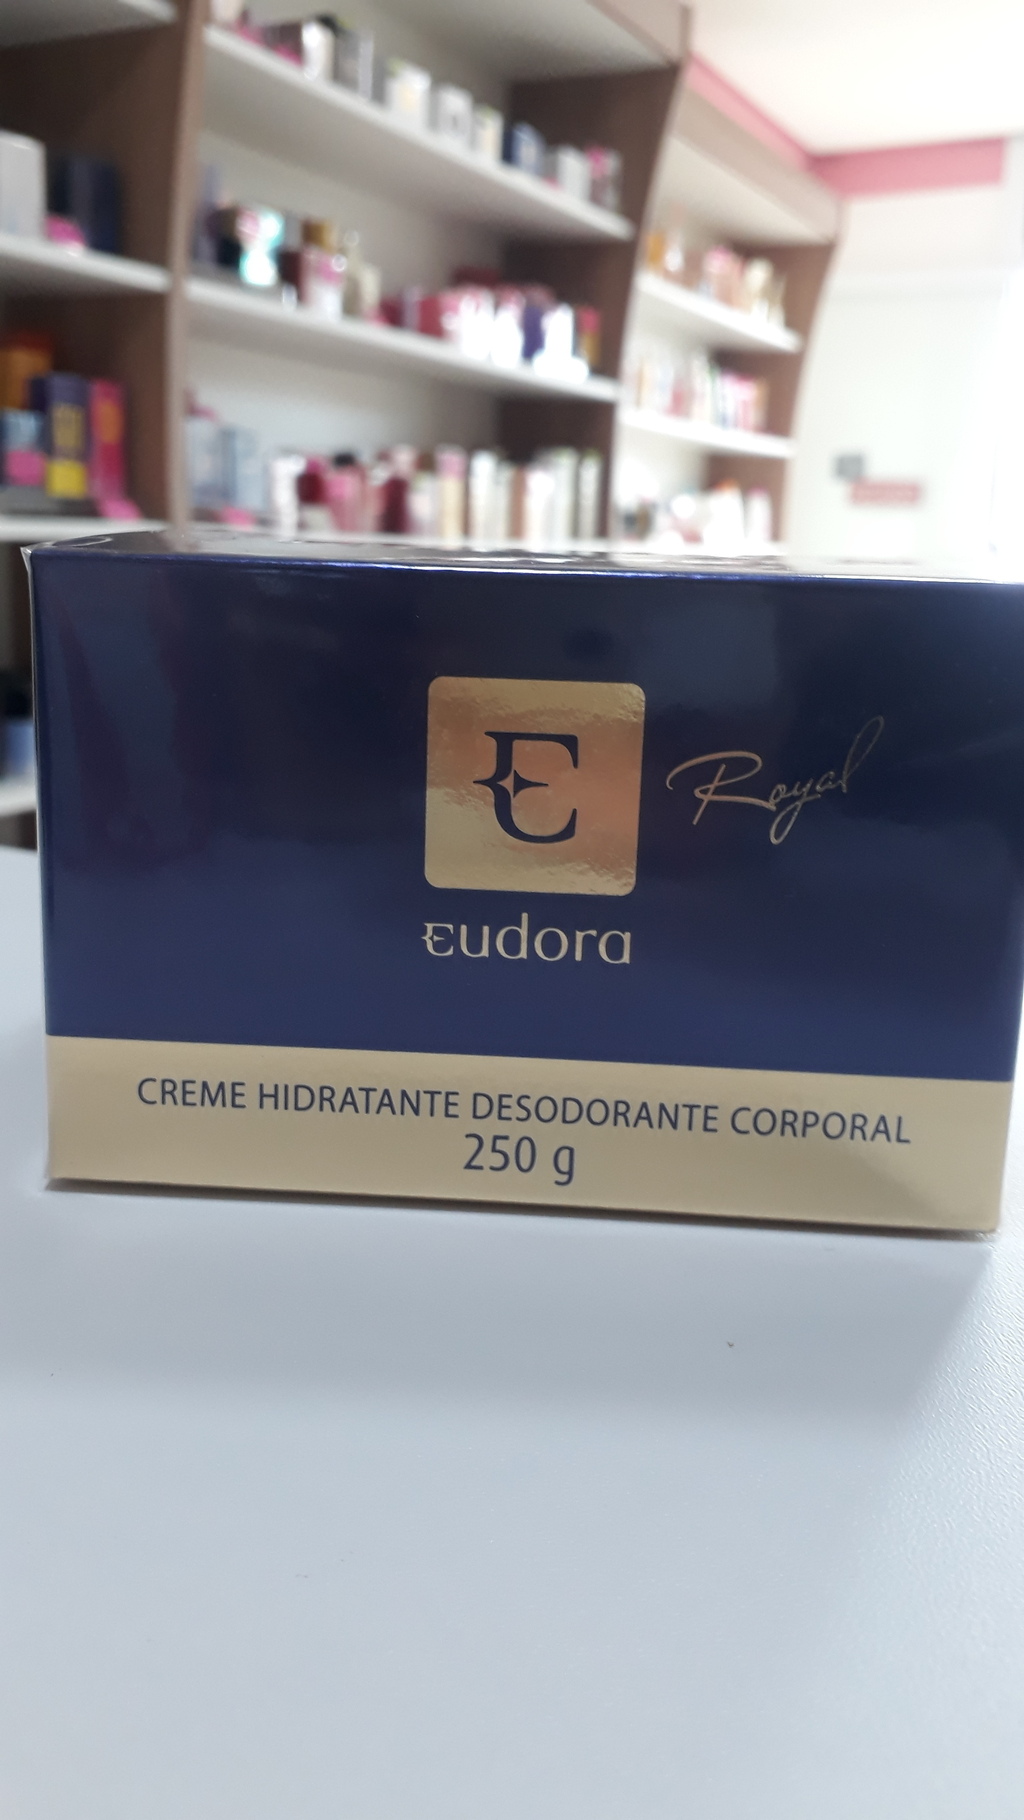 E
Royal
Eudora
CREME HIDRATANTE DESODORANTE CORPORAL
250 g